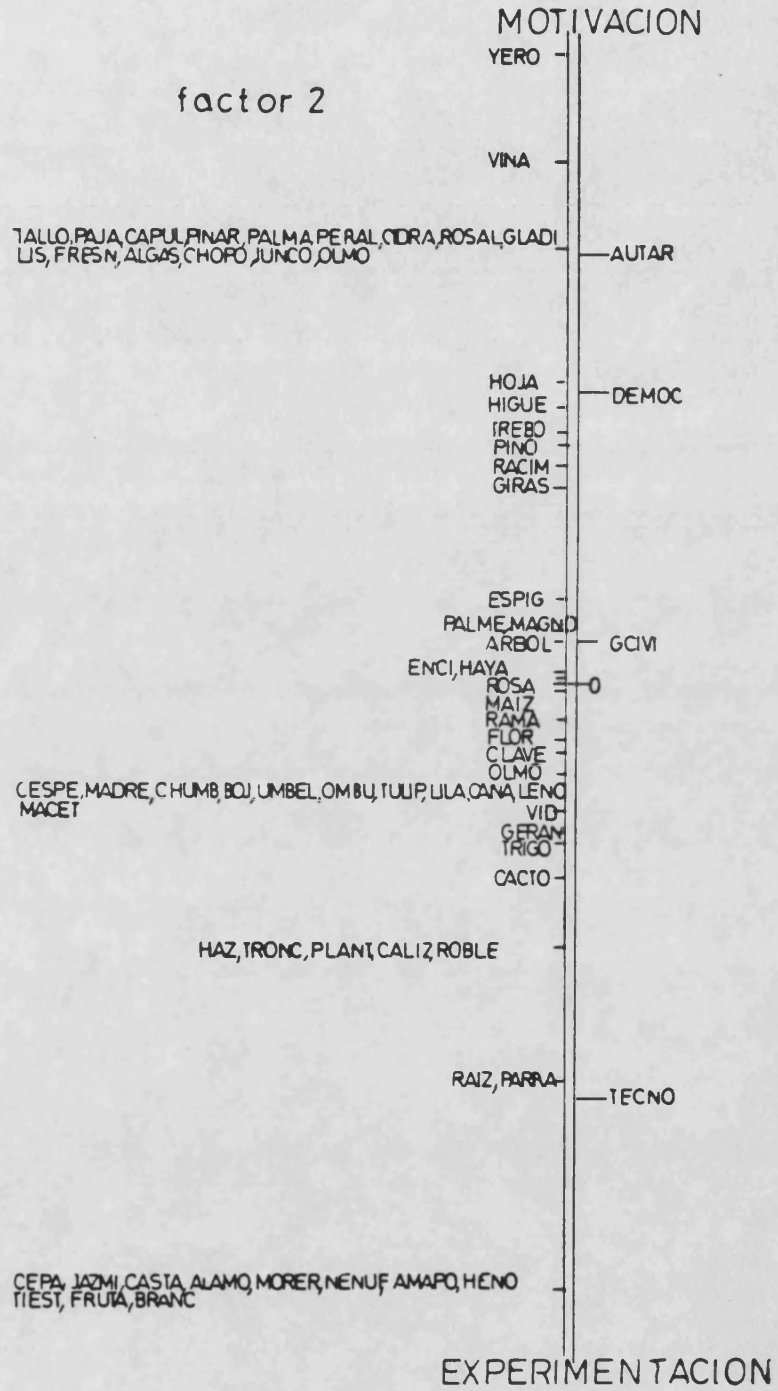 MOTIVACION
YERO
factor 2
VINA
TALLO, PAJA, CAPUL, PINAR, PALMA PERAL, CIDRA, ROSAL, GLADI
LIS, FRESN, ALGAS, CHOPO, JUNCO, OLMO
AUTAR
HOJA
DEMOC
HIGUE
TREBO
PINO
RACIM
GIRAS
ESPIG
PALME, MAGNO
ARBOL
GCIVI
ENCI, HAYA
ROSA
0
MAIZ
RAMA
FLOR
CLAVE
OLMO
CESPE, MADRE, CHUMB, BOJ, UMBEL, OMBU, TULIP, LILA, CANA, LENO
MACET
VID
GERAN
TRIGO
CACTO
HAZ, TRONC, PLANT, CALIZ, ROBLE
RAIZ, PARRA
TECNO
CEPA, JAZMI, CASTA, ALAMO, MORER, NENUF, AMAPO, HENO
TIEST, FRUTA, BRANC
EXPERIMENTACION